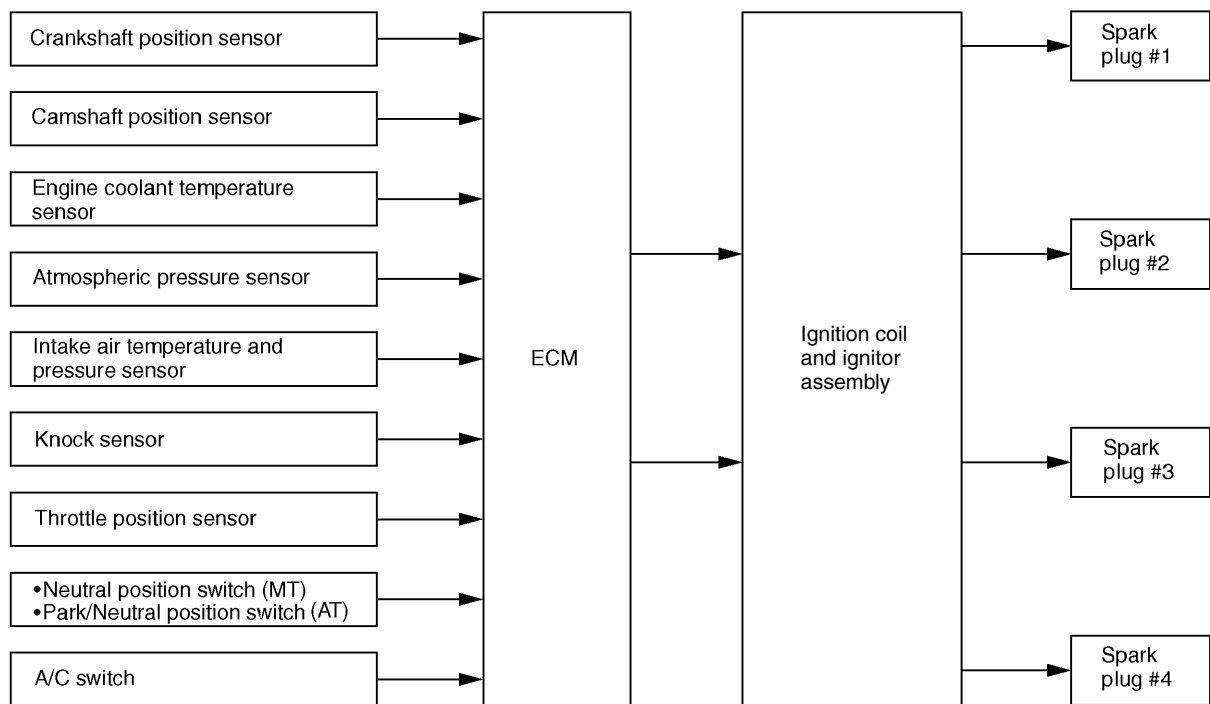 Crankshaft position sensor
Camshaft position sensor
Engine coolant temperature
sensor
Atmospheric pressure sensor
Intake air temperature and
pressure sensor
Knock sensor
Throttle position sensor
•Neutral position switch (MT)
•Park/Neutral position switch (AT)
A/C switch
ECM
Ignition coil
and ignitor
assembly
Spark
plug #1
Spark
plug #2
Spark
plug #3
Spark
plug #4